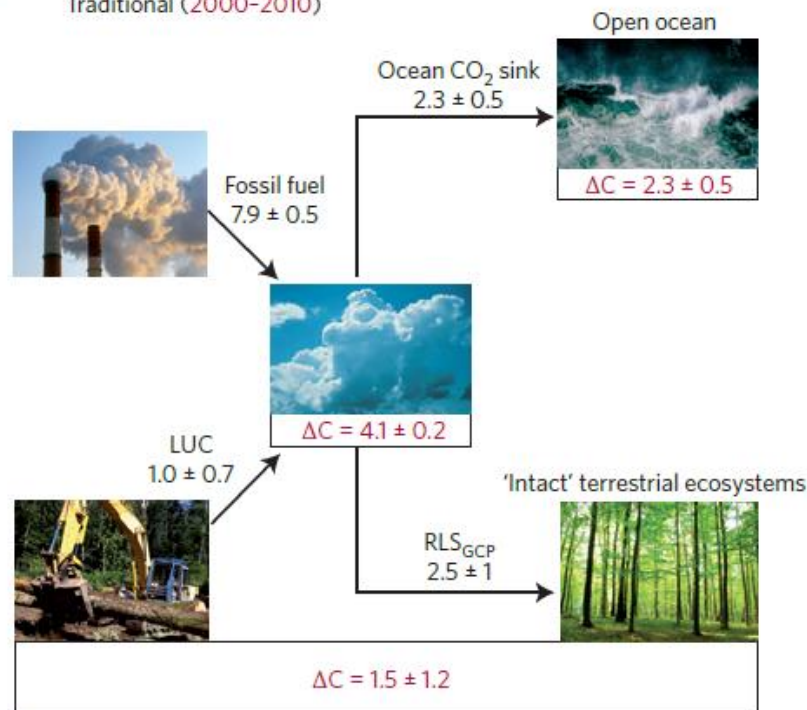 Traditional (2000–2010)
Open ocean
Ocean CO₂ sink
2.3 ± 0.5
ΔC = 2.3 ± 0.5
Fossil fuel
7.9 ± 0.5
ΔC = 4.1 ± 0.2
LUC
1.0 ± 0.7
'Intact' terrestrial ecosystems
RLS_GCP
2.5 ± 1
ΔC = 1.5 ± 1.2